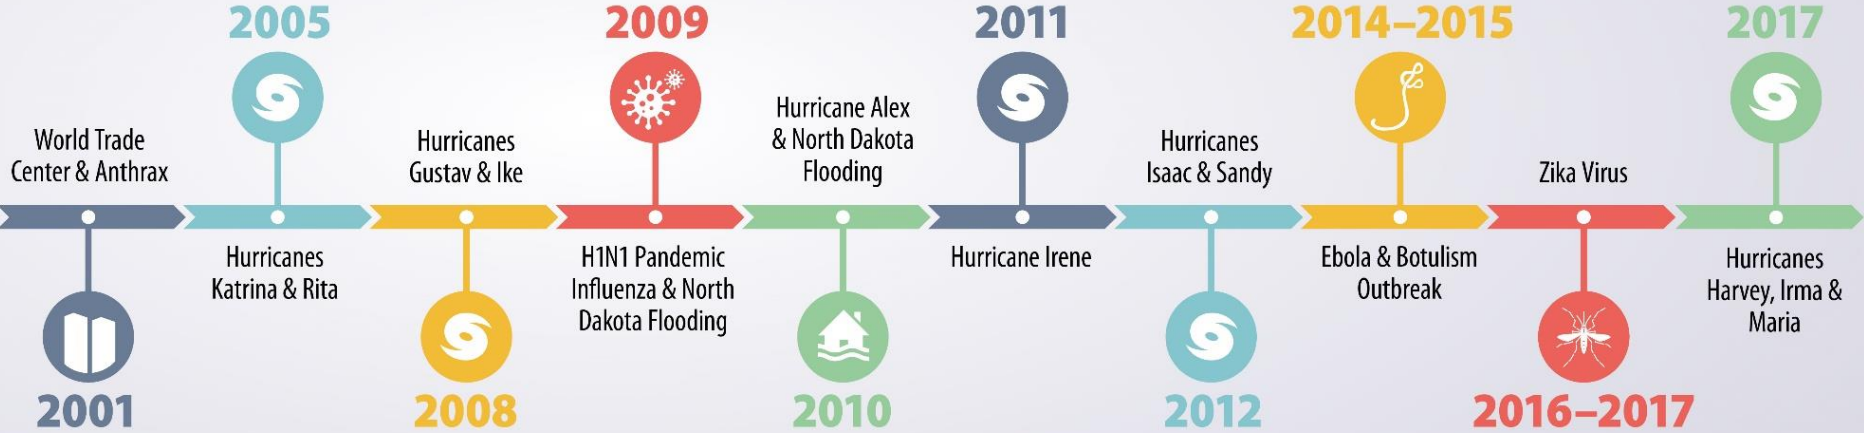 2001
World Trade
Center & Anthrax
2005
Hurricanes
Katrina & Rita
Hurricanes
Gustav & Ike
2008
2009
H1N1 Pandemic
Influenza & North
Dakota Flooding
Hurricane Alex
& North Dakota
Flooding
2010
2011
Hurricane Irene
Hurricanes
Isaac & Sandy
2012
2014–2015
Ebola & Botulism
Outbreak
Zika Virus
2016–2017
2017
Hurricanes
Harvey, Irma &
Maria